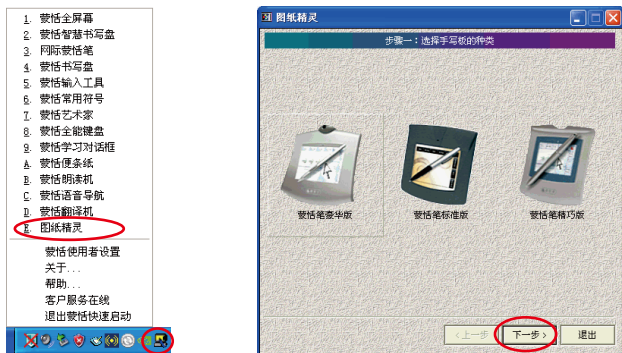 1. 蒙恬全屏幕
2. 蒙恬智慧书写盘
3. 网际蒙恬笔
4. 蒙恬书写盘
5. 蒙恬输入工具
6. 蒙恬常用符号
7. 蒙恬艺术家
8. 蒙恬全能键盘
9. 蒙恬学习对话框
A. 蒙恬便条纸
B. 蒙恬朗读机
C. 蒙恬语音导航
D. 蒙恬翻译机
E. 图纸精灵
蒙恬使用者设置
关于...
帮助...
客户服务在线
退出蒙恬快速启动
图纸精灵
步骤一：选择手写板的种类
蒙恬笔豪华版
蒙恬笔标准版
蒙恬笔精巧版
<上一步
下一步>
退出